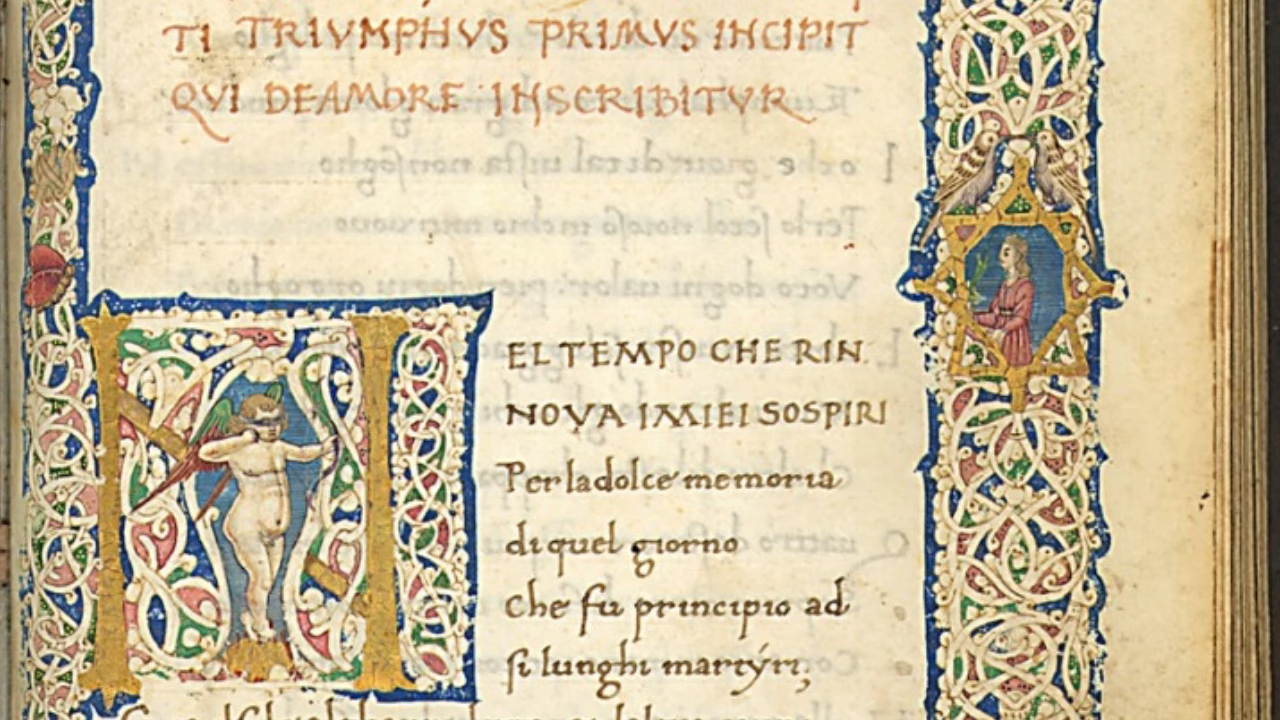 TI TRIVMPHVS PRIMVS INCIPIT
QVI DEAMORE INSCRIBITVR
N
EL TEMPO CHE RIN
NOVA I MIEI SOSPIRI
Per la dolce memoria
di quel giorno
Che fu principio ad
si lunghi martyri;